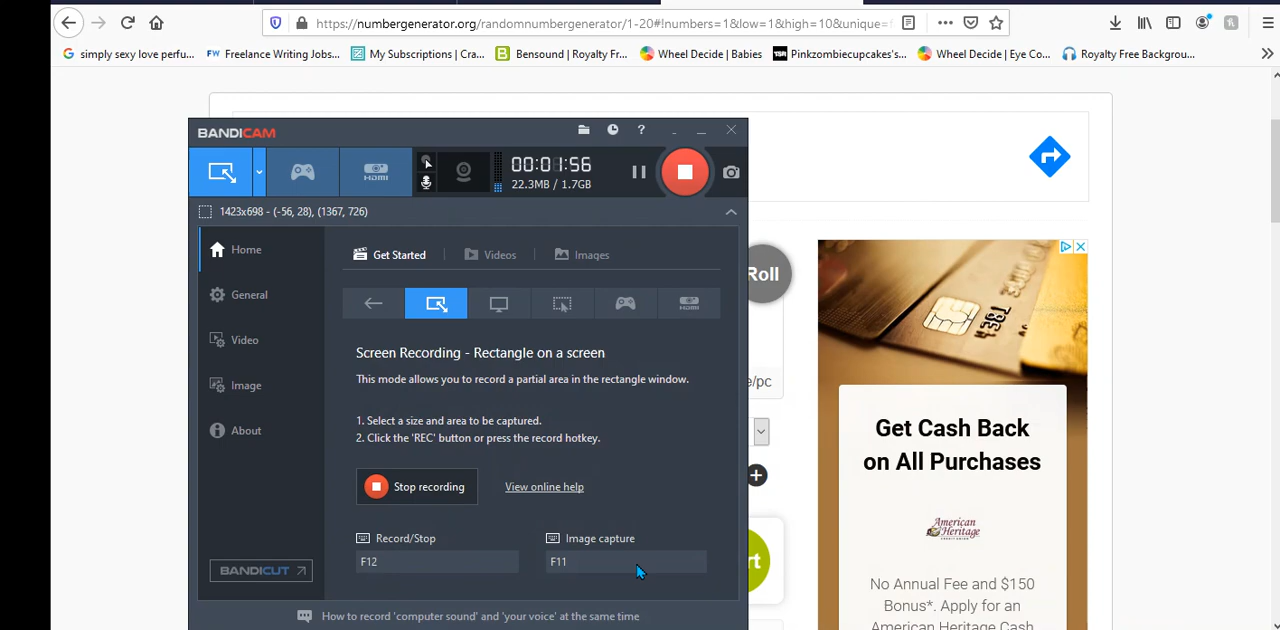 https://numbergenerator.org/randomnumbergenerator/1-20#!numbers=1&low=1&high=10&unique=
simply sexy love perfu... Freelance Writing Jobs... My Subscriptions | Cra... Bensound | Royalty Fr... Wheel Decide | Babies Pinkzombiecupcakes's... Wheel Decide | Eye Co... Royalty Free Backgrou...
BANDICAM
HDMI
00:01:56
22.3MB / 1.7GB
1423x698 - (-56, 28), (1367, 726)
Home
General
Video
Image
About
BANDICUT
Get Started Videos Images
HDMI
Screen Recording - Rectangle on a screen
This mode allows you to record a partial area in the rectangle window.
1. Select a size and area to be captured.
2. Click the 'REC' button or press the record hotkey.
Stop recording View online help
Record/Stop Image capture
F12 F11
How to record 'computer sound' and 'your voice' at the same time
Roll
e/pc
Get Cash Back
on All Purchases
American
Heritage
No Annual Fee and $150
Bonus*. Apply for an
American Heritage Cash